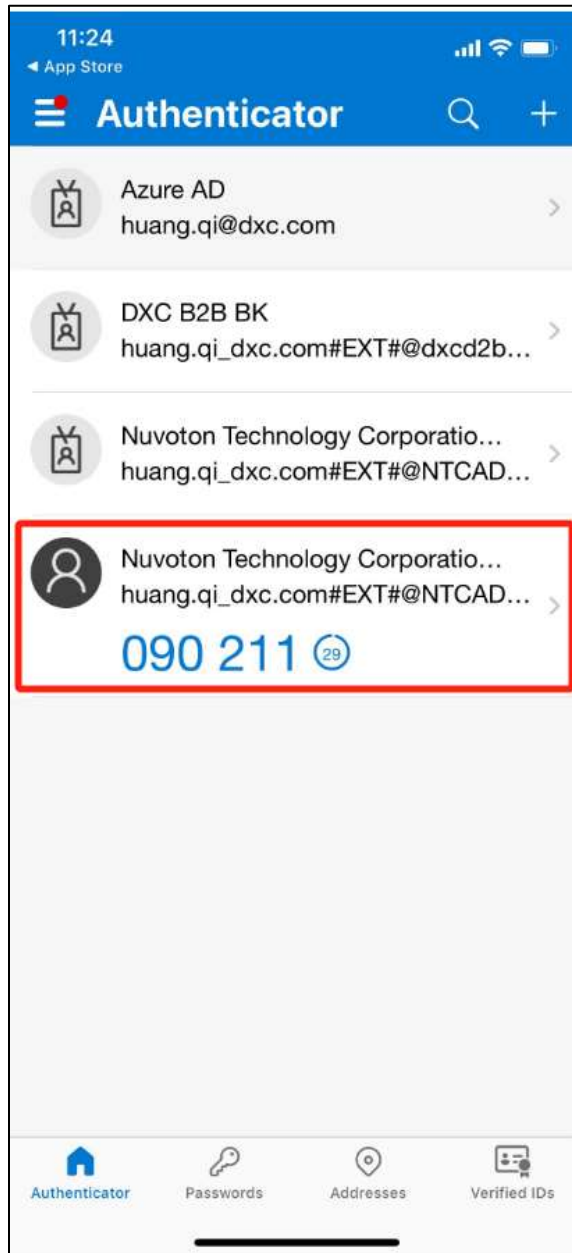 11:24
◀ App Store
Authenticator
Azure AD
huang.qi@dxc.com
DXC B2B BK
huang.qi_dxc.com#EXT#@dxcd2b...
Nuvoton Technology Corporatio...
huang.qi_dxc.com#EXT#@NTCAD...
Nuvoton Technology Corporatio...
huang.qi_dxc.com#EXT#@NTCAD...
090 211 29
Authenticator Passwords Addresses Verified IDs